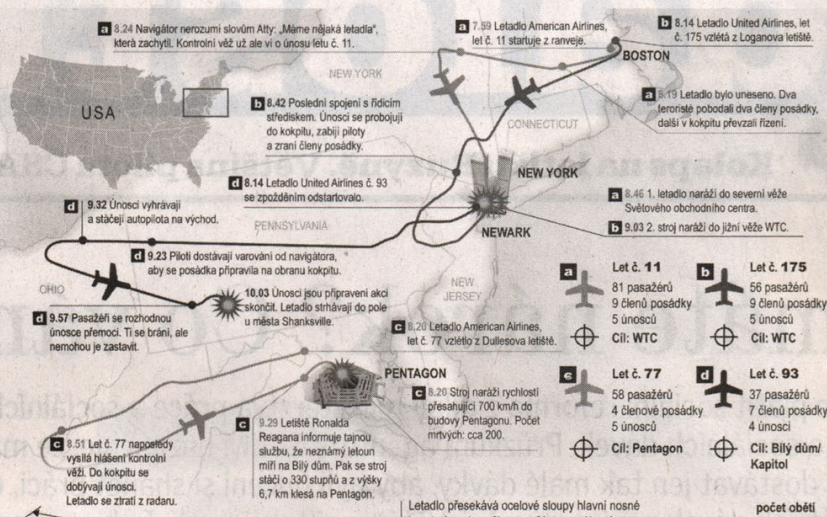 a 8.24 Navigátor nerozumí slovům Atty: „Máme nějaká letadla",
která zachytil. Kontrolní věž už ale ví o únosu letu č. 11.
a 7.59 Letadlo American Airlines,
let č. 11 startuje z ranveje.
b 8.14 Letadlo United Airlines, let
č. 175 vzlétá z Loganova letiště.
BOSTON
NEW YORK
USA
b 8.42 Poslední spojení s řídicím
střediskem. Únosci se probojují
do kokpitu, zabijí piloty
a zraní členy posádky.
a 8.19 Letadlo bylo uneseno. Dva
teroristé pobodali dva členy posádky,
další v kokpitu převzali řízení.
CONNECTICUT
d 8.14 Letadlo United Airlines č. 93
se zpožděním odstartovalo.
NEW YORK
a 8.46 1. letadlo naráží do severní věže
Světového obchodního centra.
b 9.03 2. stroj naráží do jižní věže WTC.
NEWARK
d 9.32 Únosci vyhrávají
a stáčejí autopilota na východ.
PENNSYLVANIA
d 9.23 Piloti dostávají varování od navigátora,
aby se posádka připravila na obranu kokpitu.
OHIO
NEW
JERSEY
10.03 Únosci jsou připraveni akci
skončit. Letadlo strhávají do pole
u města Shanksville.
d 9.57 Pasažéři se rozhodnou
únosce přemoci. Ti se brání, ale
nemohou je zastavit.
c 8.20 Letadlo American Airlines,
let č. 77 vzlétlo z Dullesova letiště.
PENTAGON
c 8.20 Stroj naráží rychlostí
přesahující 700 km/h do
budovy Pentagonu. Počet
mrtvých: cca 200.
c 8.51 Let č. 77 naposledy
vysílá hlášení kontrolní
věži. Do kokpitu se
dobývají únosci.
Letadlo se ztratí z radaru.
c 9.29 Letiště Ronalda
Reagana informuje tajnou
službu, že neznámý letoun
míří na Bílý dům. Pak se stroj
stáčí o 330 stupňů a z výšky
6,7 km klesá na Pentagon.
a Let č. 11
81 pasažérů
9 členů posádky
5 únosců
Cíl: WTC
b Let č. 175
56 pasažérů
9 členů posádky
5 únosců
Cíl: WTC
c Let č. 77
58 pasažérů
4 členové posádky
5 únosců
Cíl: Pentagon
d Let č. 93
37 pasažérů
7 členů posádky
4 únosci
Cíl: Bílý dům/
Kapitol
Letadlo přesekává ocelové sloupy hlavní nosné
počet obětí